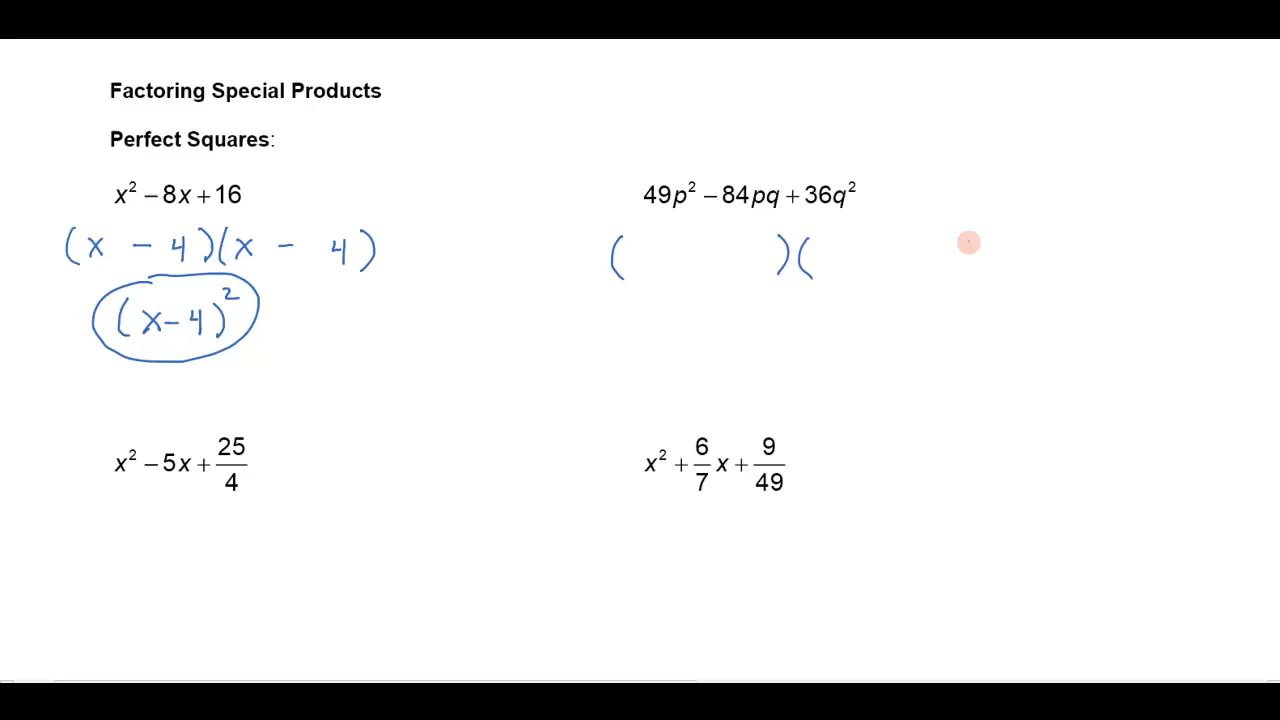 Factoring Special Products
Perfect Squares:
x² − 8x + 16
(x − 4)(x − 4)
(x − 4)²
49p² − 84pq + 36q²
( )(
x² − 5x + 25/4
x² + 6/7 x + 9/49